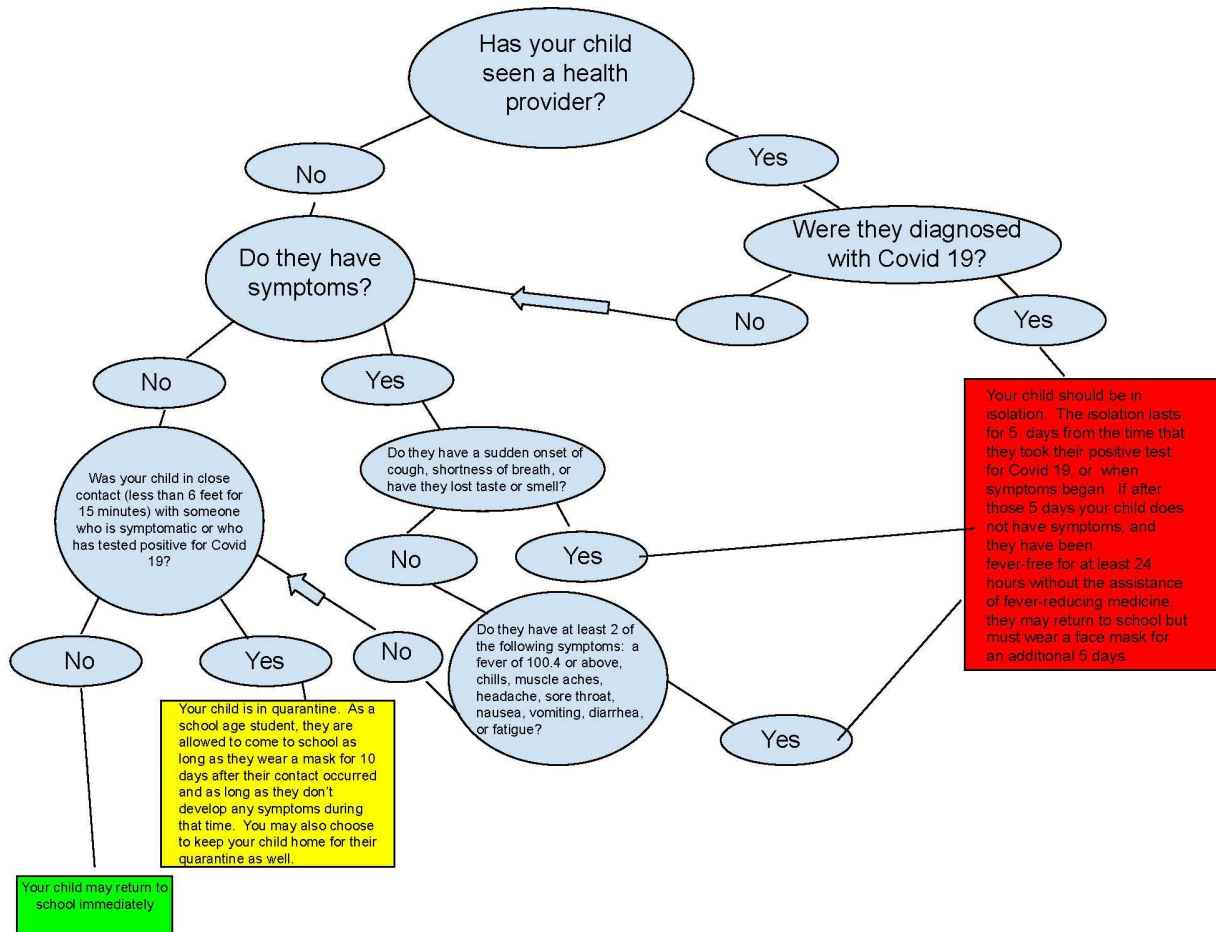 Has your child
seen a health
provider?
No
Yes
Do they have
symptoms?
Were they diagnosed
with Covid 19?
No
Yes
No
Yes
Do they have a sudden onset of
cough, shortness of breath, or
have they lost taste or smell?
Was your child in close
contact (less than 6 feet for
15 minutes) with someone
who is symptomatic or who
has tested positive for Covid
19?
Your child should be in
isolation. The isolation lasts
for 5 days from the time that
they took their positive test
for Covid 19, or when
symptoms began. If after
those 5 days your child does
not have symptoms, and
they have been
fever-free for at least 24
hours without the assistance
of fever-reducing medicine,
they may return to school but
must wear a face mask for
an additional 5 days.
No
Yes
No
Yes
No
Do they have at least 2 of
the following symptoms: a
fever of 100.4 or above,
chills, muscle aches,
headache, sore throat,
nausea, vomiting, diarrhea,
or fatigue?
Yes
Your child is in quarantine. As a
school age student, they are
allowed to come to school as
long as they wear a mask for 10
days after their contact occurred
and as long as they don't
develop any symptoms during
that time. You may also choose
to keep your child home for their
quarantine as well.
Your child may return to
school immediately